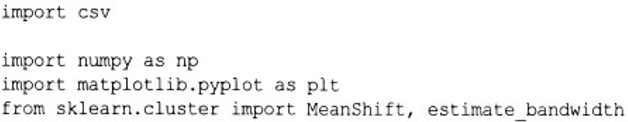 import csv

import numpy as np
import matplotlib.pyplot as plt
from sklearn.cluster import MeanShift, estimate_bandwidth